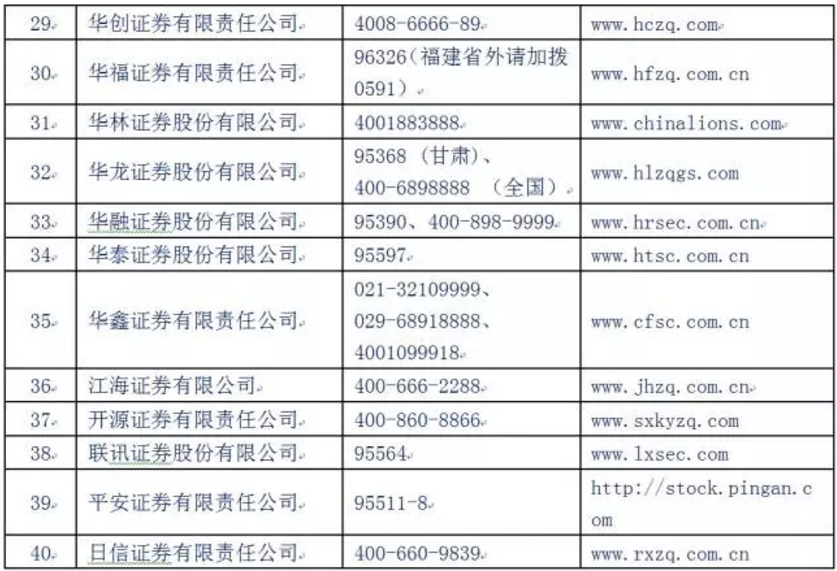 29 华创证券有限责任公司 4008-6666-89 www.hczq.com
30 华福证券有限责任公司 96326(福建省外请加拨
0591) www.hfzq.com.cn
31 华林证券股份有限公司 4001883888 www.chinalions.com
32 华龙证券股份有限公司 95368 (甘肃)、
400-6898888 (全国) www.hlzqgs.com
33 华融证券股份有限公司 95390、400-898-9999 www.hrsec.com.cn
34 华泰证券股份有限公司 95597 www.htsc.com.cn
35 华鑫证券有限责任公司 021-32109999、
029-68918888、
4001099918 www.cfsc.com.cn
36 江海证券有限公司 400-666-2288 www.jhzq.com.cn
37 开源证券有限责任公司 400-860-8866 www.sxkyzq.com
38 联讯证券股份有限公司 95564 www.lxsec.com
39 平安证券有限责任公司 95511-8 http://stock.pingan.c
om
40 日信证券有限责任公司 400-660-9839 www.rxzq.com.cn